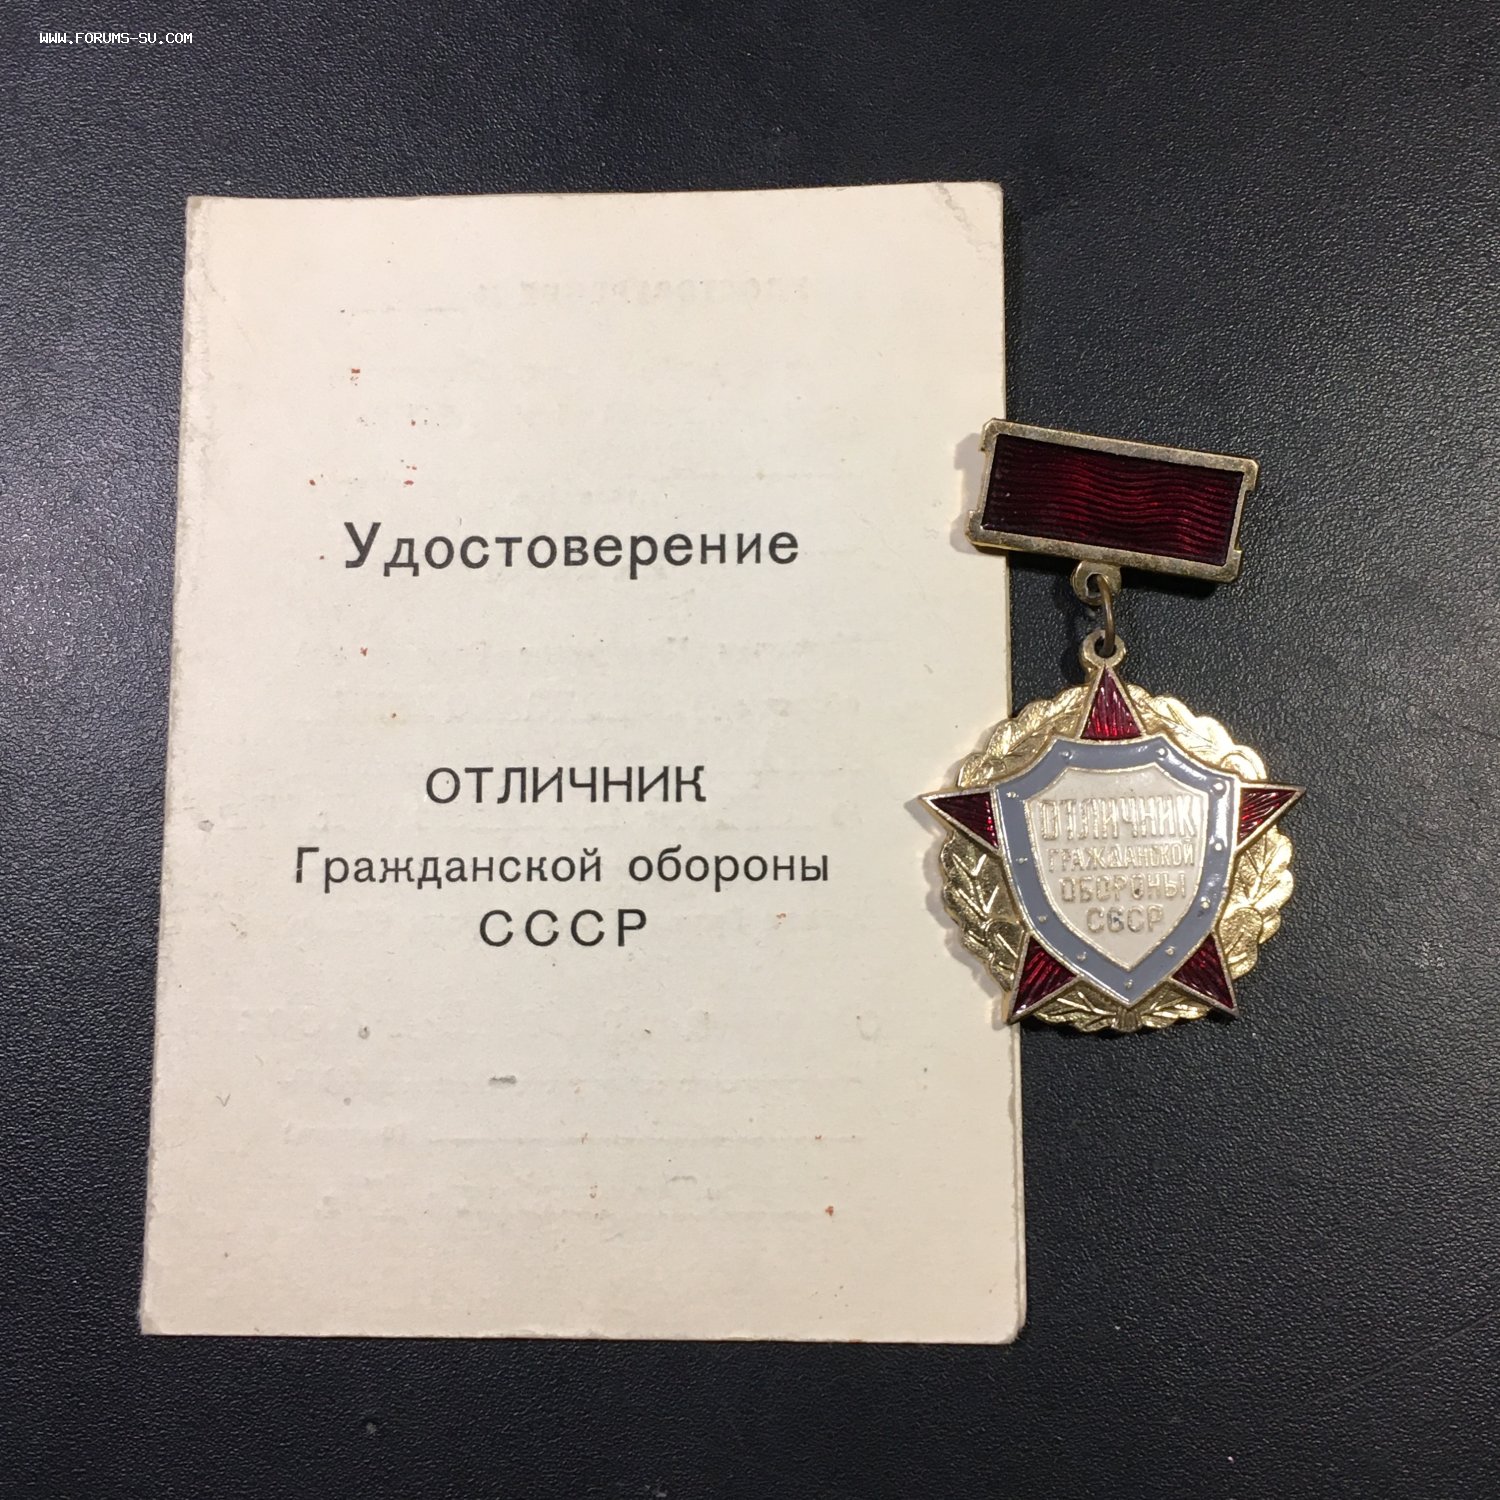 WWW.FORUMS-SU.COM
Удостоверение
ОТЛИЧНИК
Гражданской обороны
СССР
ОТЛИЧНИК
ГРАЖДАНСКОЙ
ОБОРОНЫ
СССР